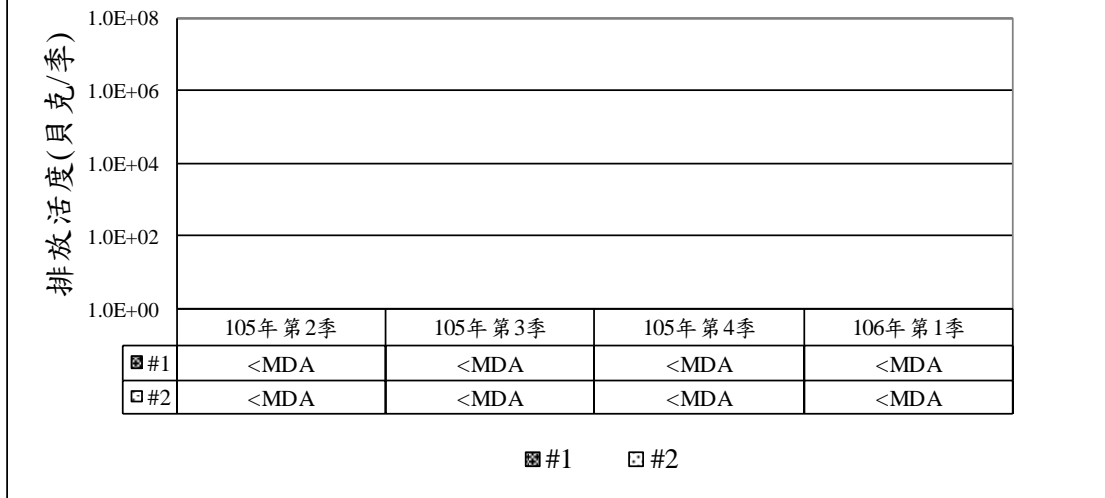 排放活度(貝克/季)
1.0E+08
1.0E+06
1.0E+04
1.0E+02
1.0E+00
105年 第2季 105年 第3季 105年 第4季 106年 第1季
#1 <MDA <MDA <MDA <MDA
#2 <MDA <MDA <MDA <MDA
#1 #2